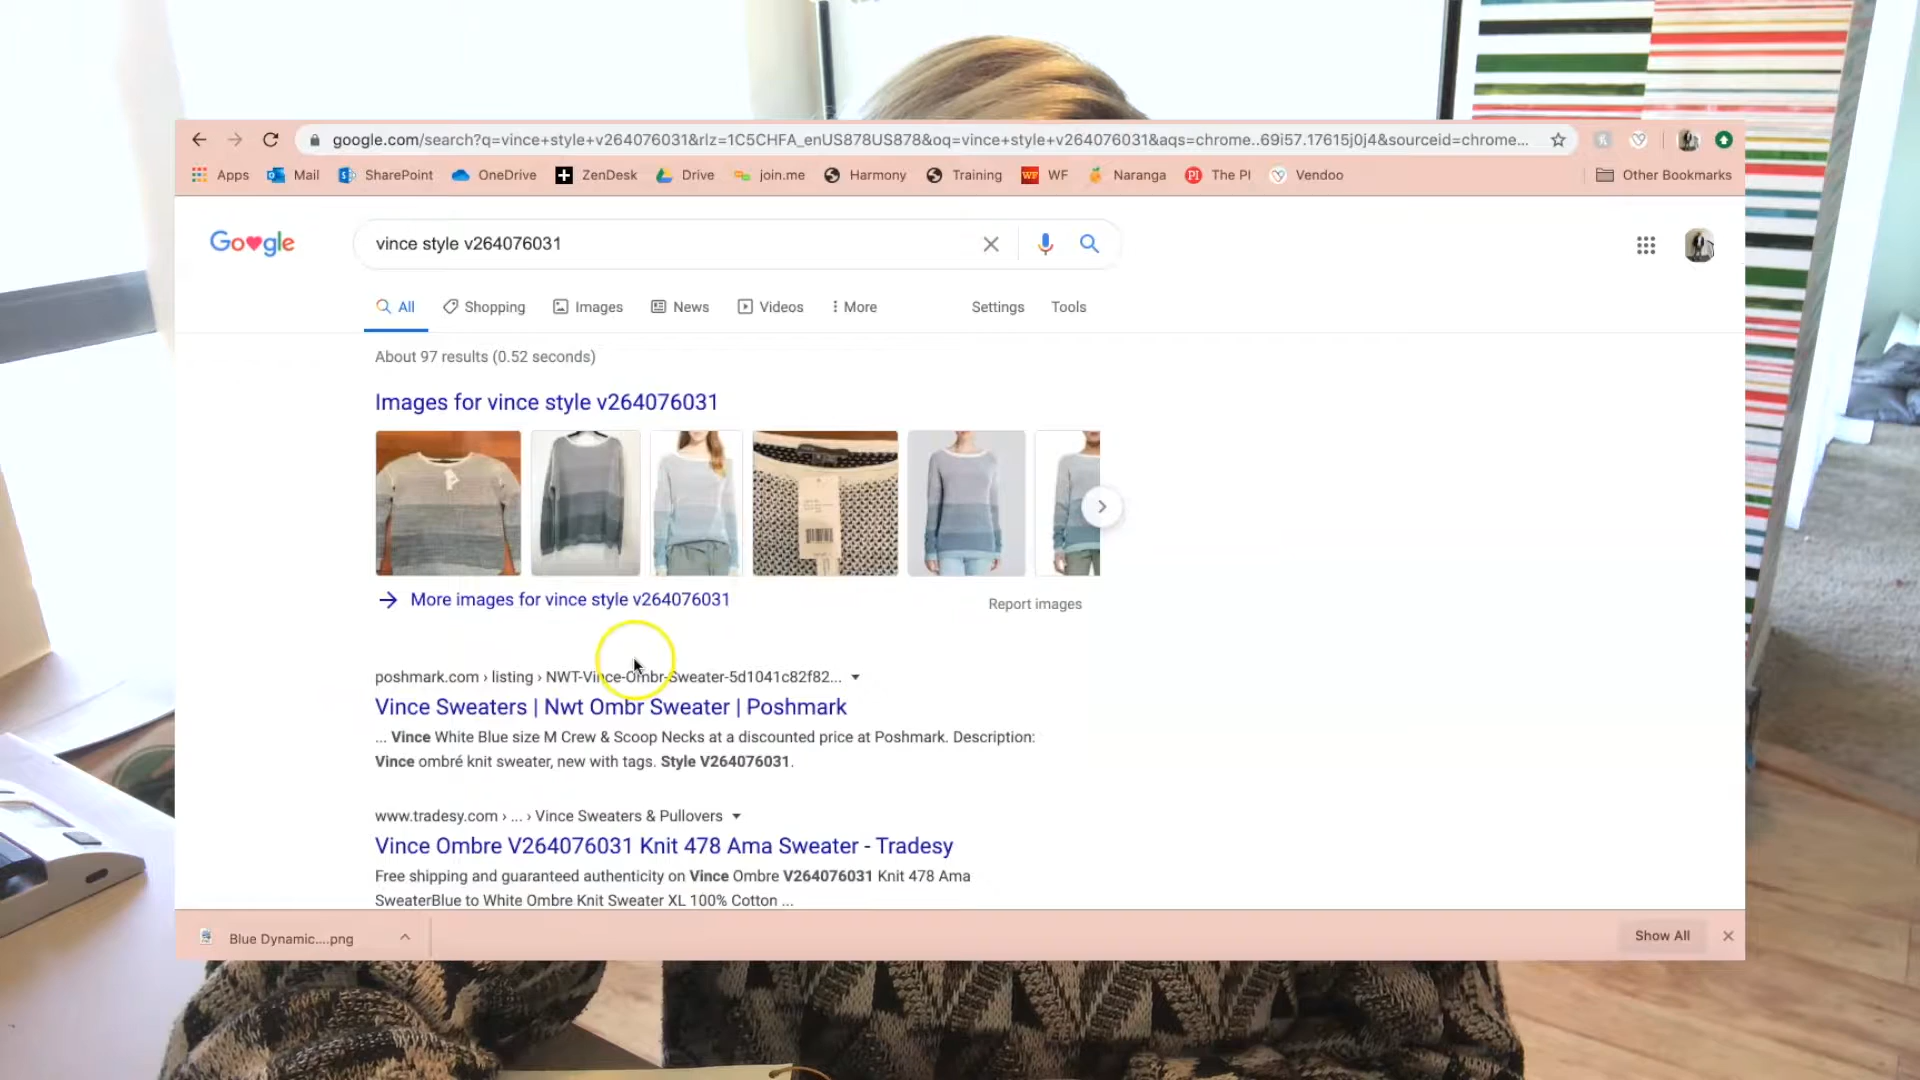 google.com/search?q=vince+style+v264076031&rlz=1C5CHFA_enUS878US878&oq=vince+style+v264076031&aqs=chrome..69i57.17615j0j4&sourceid=chrome...
Apps Mail SharePoint OneDrive ZenDesk Drive join.me Harmony Training WF Naranga The PI Vendoo Other Bookmarks
Google vince style v264076031
All Shopping Images News Videos More Settings Tools
About 97 results (0.52 seconds)
Images for vince style v264076031
More images for vince style v264076031
Report images
poshmark.com › listing › NWT-Vince-Ombr-Sweater-5d1041c82f82...
Vince Sweaters | Nwt Ombr Sweater | Poshmark
... Vince White Blue size M Crew & Scoop Necks at a discounted price at Poshmark. Description:
Vince ombré knit sweater, new with tags. Style V264076031.
www.tradesy.com › ... › Vince Sweaters & Pullovers
Vince Ombre V264076031 Knit 478 Ama Sweater - Tradesy
Free shipping and guaranteed authenticity on Vince Ombre V264076031 Knit 478 Ama
SweaterBlue to White Ombre Knit Sweater XL 100% Cotton ...
Blue Dynamic....png Show All